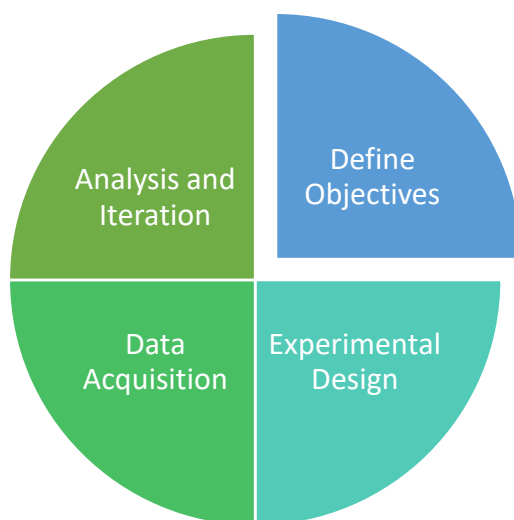 Define
Objectives
Experimental
Design
Data
Acquisition
Analysis and
Iteration